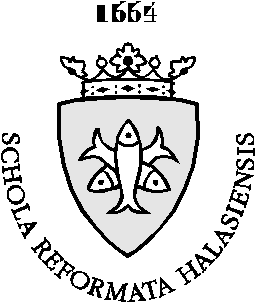 1664
SCHOLA REFORMATA HALASIENSIS